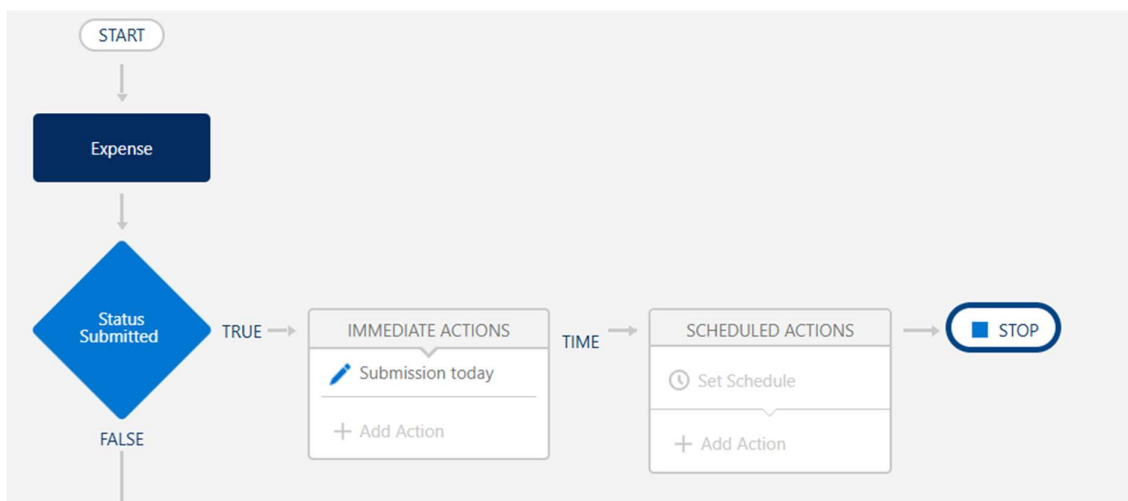 START
Expense
Status
Submitted
TRUE
IMMEDIATE ACTIONS
Submission today
Add Action
TIME
SCHEDULED ACTIONS
Set Schedule
Add Action
STOP
FALSE